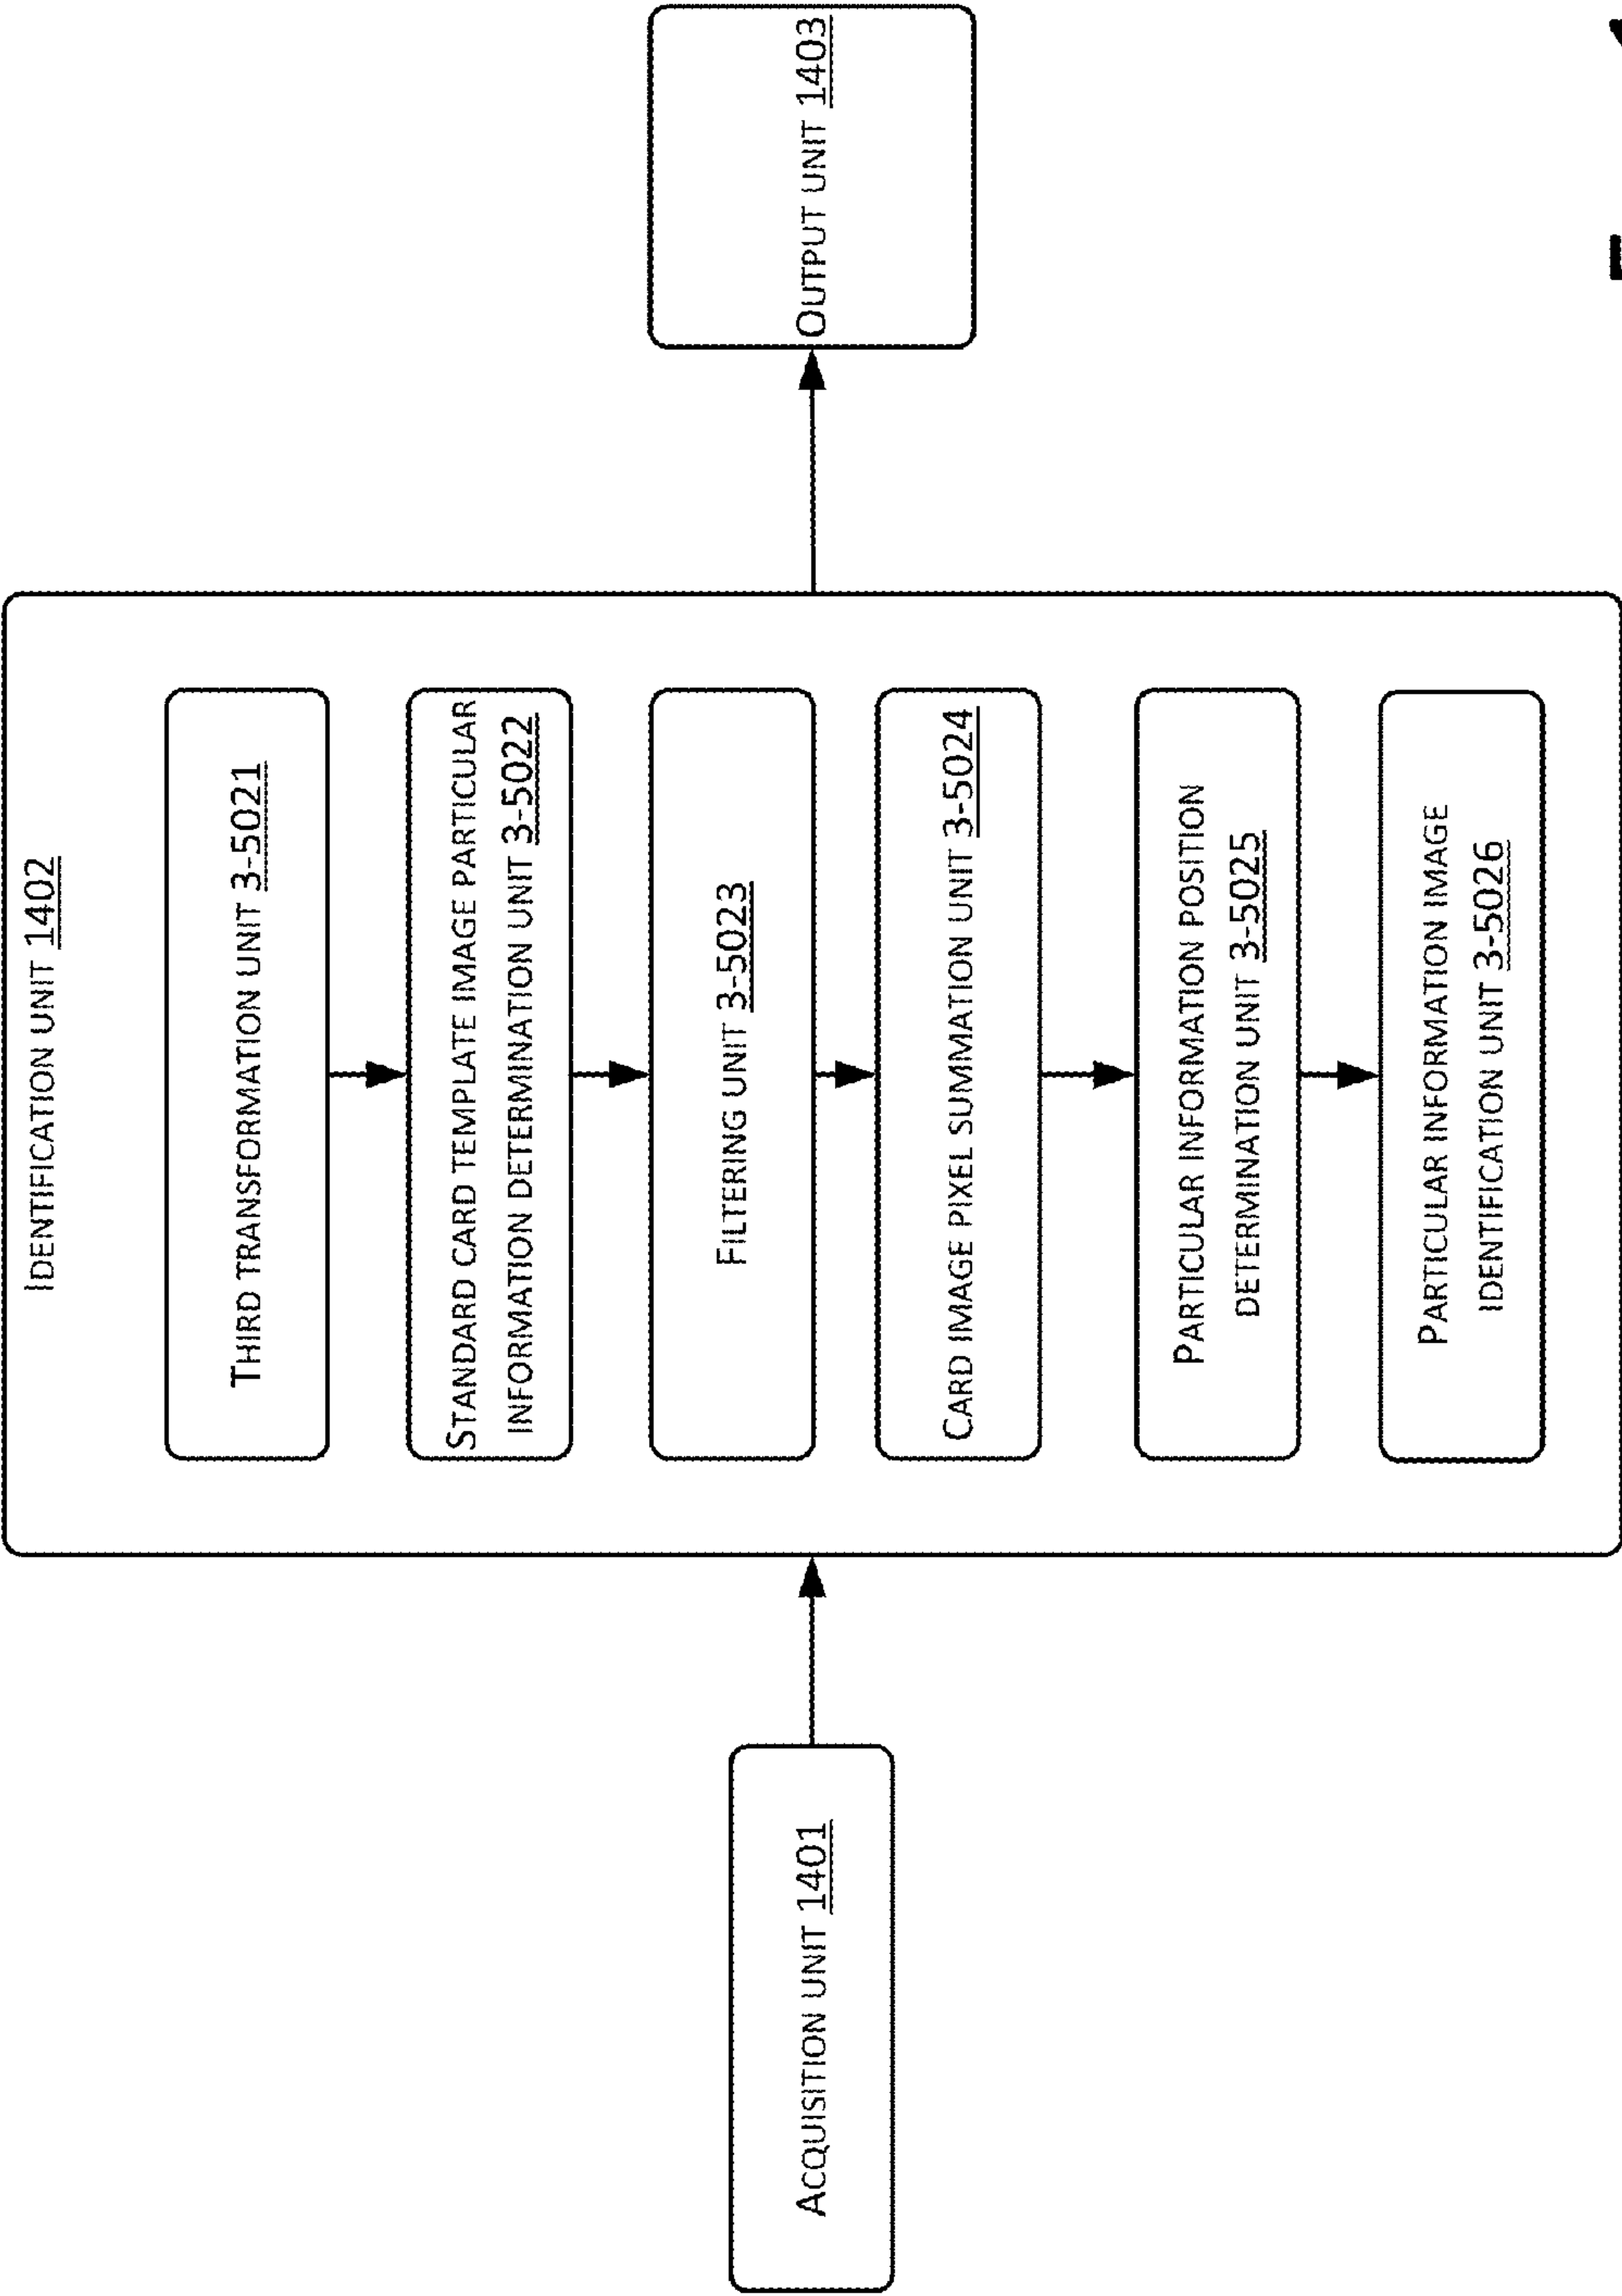 ACQUISITION UNIT 1401
IDENTIFICATION UNIT 1402
THIRD TRANSFORMATION UNIT 3-5021
STANDARD CARD TEMPLATE IMAGE PARTICULAR
INFORMATION DETERMINATION UNIT 3-5022
FILTERING UNIT 3-5023
CARD IMAGE PIXEL SUMMATION UNIT 3-5024
PARTICULAR INFORMATION POSITION
DETERMINATION UNIT 3-5025
PARTICULAR INFORMATION IMAGE
IDENTIFICATION UNIT 3-5026
OUTPUT UNIT 1403